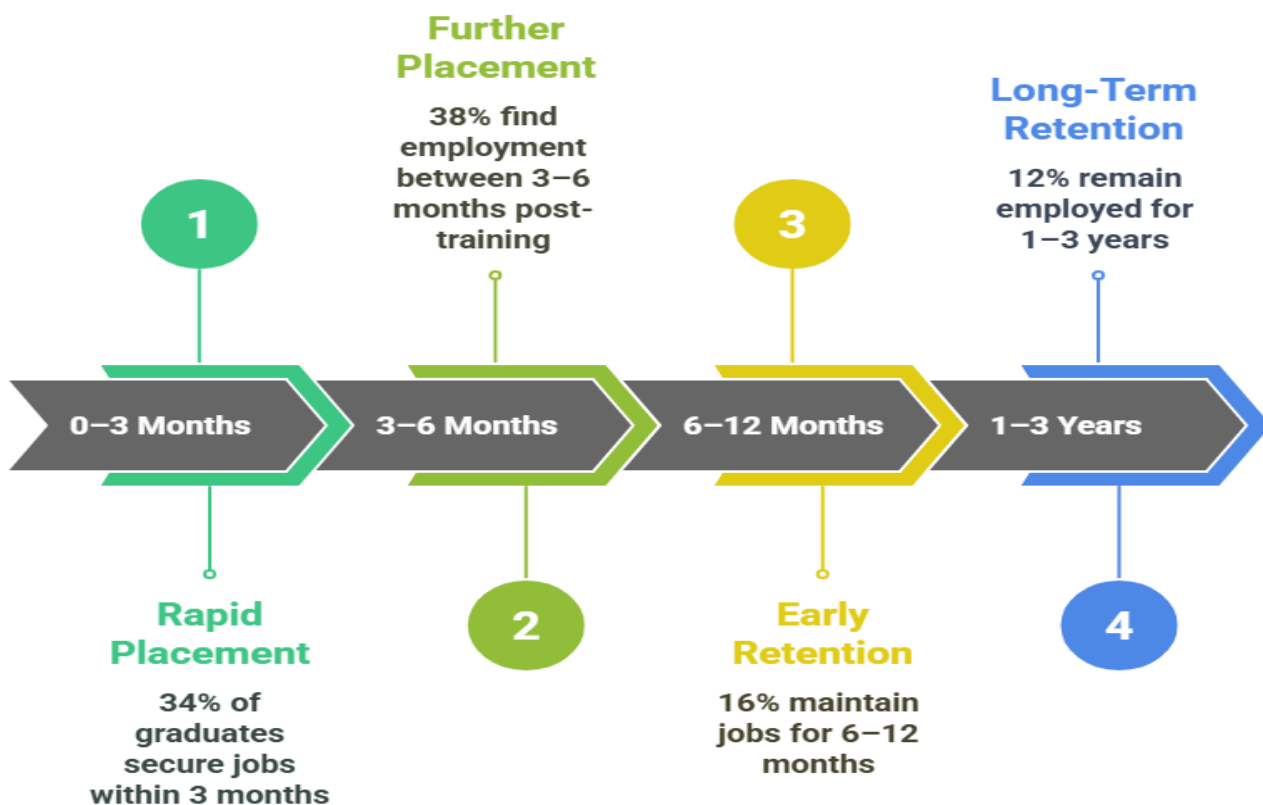 1
0–3 Months
Rapid
Placement
34% of
graduates
secure jobs
within 3 months
Further
Placement
38% find
employment
between 3–6
months post-
training
3–6 Months
2
3
6–12 Months
Early
Retention
16% maintain
jobs for 6–12
months
Long-Term
Retention
12% remain
employed for
1–3 years
1–3 Years
4